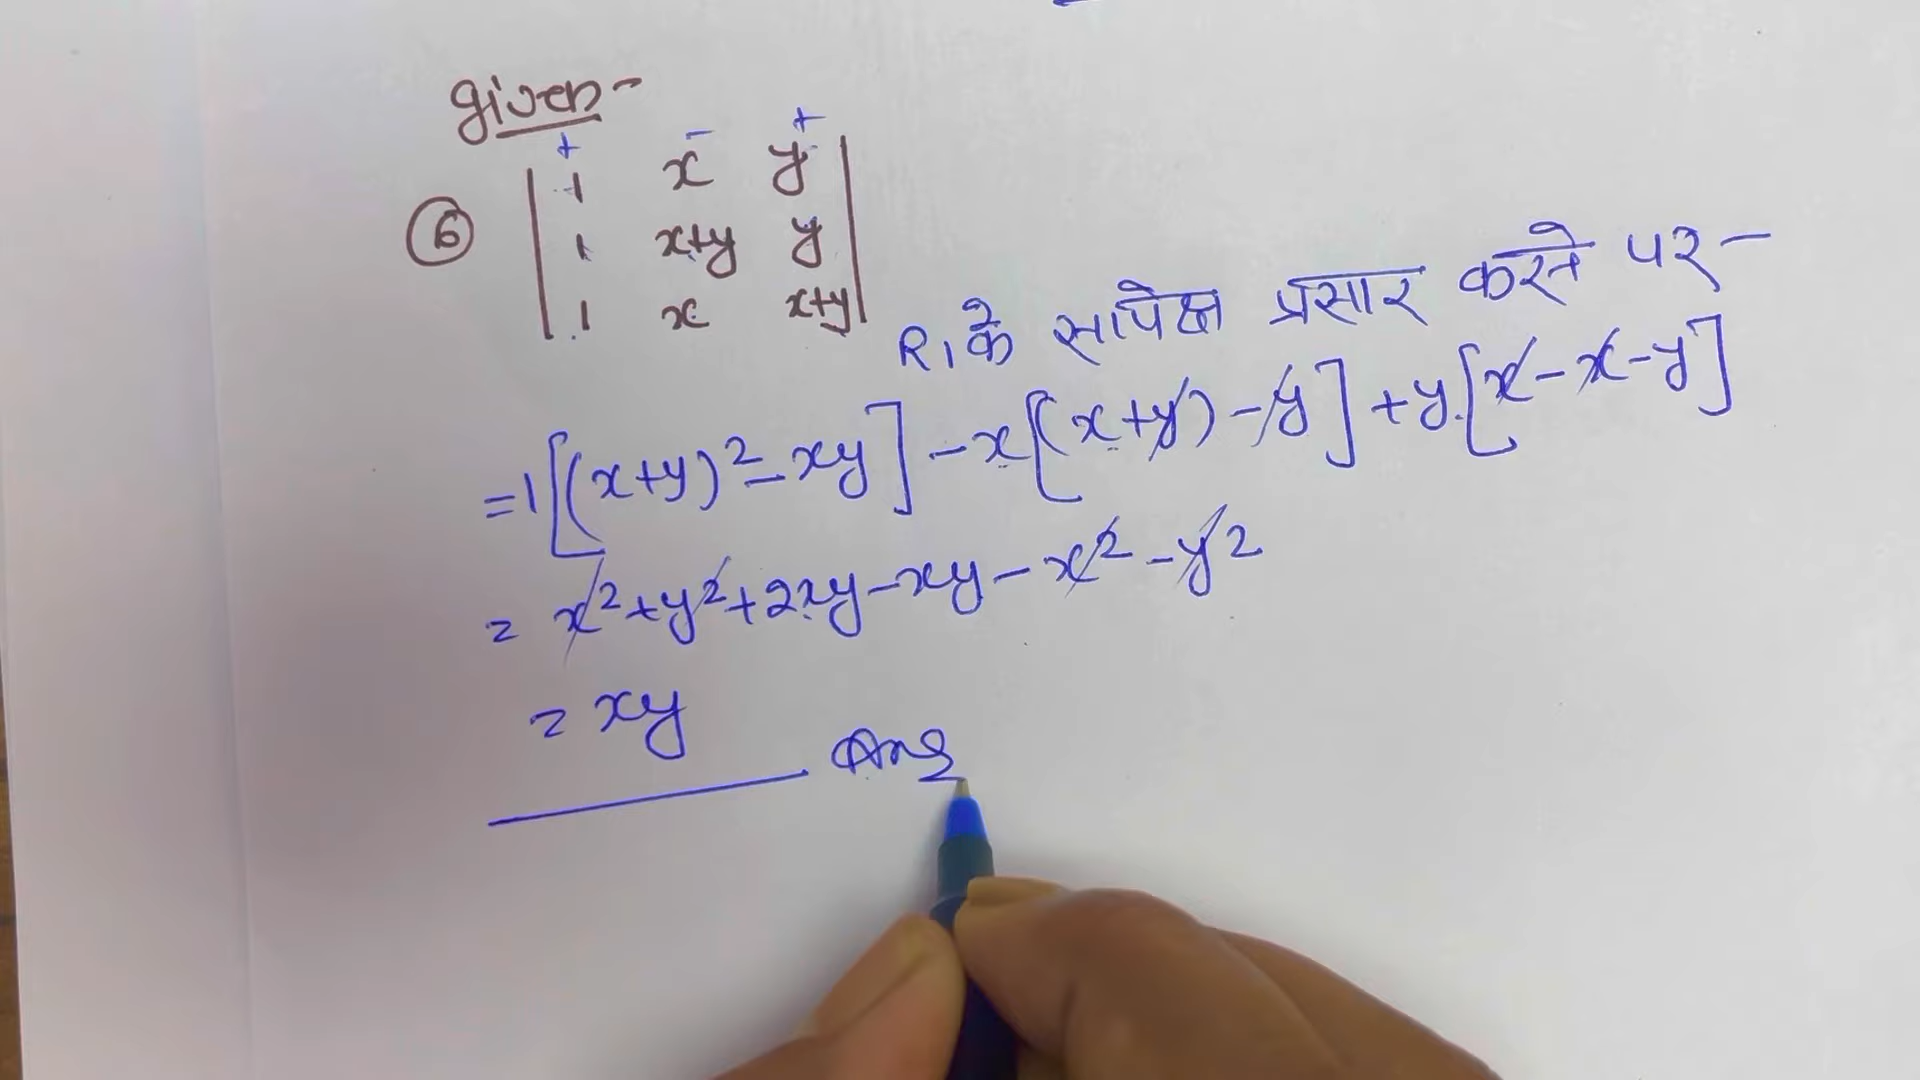 given-
+ - +
| 1 x y |
⑥ | 1 x+y y |
| 1 x x+y |
R₁ के सापेक्ष प्रसार करने पर-
=1[(x+y)²-xy]-x[(x+y)-y]+y[x-x-y]
= x²+y²+2xy-xy-x²-y²
= xy
Ans